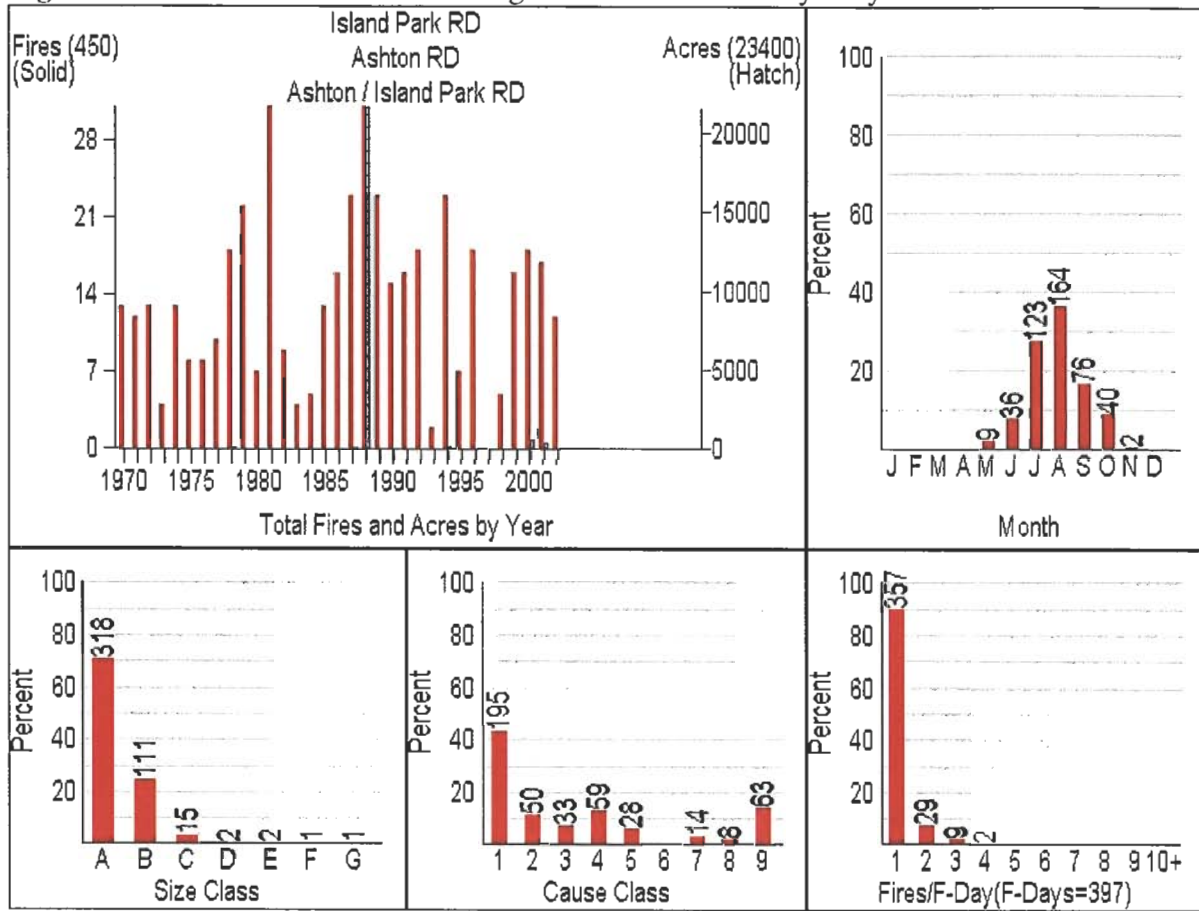 Island Park RD
Fires (450)
(Solid)
Ashton RD
Acres (23400)
(Hatch)
Ashton / Island Park RD
28
21
14
7
0
20000
15000
10000
5000
0
1970 1975 1980 1985 1990 1995 2000
Total Fires and Acres by Year
100
80
60
40
20
Percent
9 36 123 164 76 40 2
J F M A M J J A S O N D
Month
100
80
60
40
20
Percent
318 111 15 2 2 1 1
A B C D E F G
Size Class
100
80
60
40
20
Percent
195 50 33 59 28 14 8 63
1 2 3 4 5 6 7 8 9
Cause Class
100
80
60
40
20
Percent
357 29 9 2
1 2 3 4 5 6 7 8 9 10+
Fires/F-Day(F-Days=397)